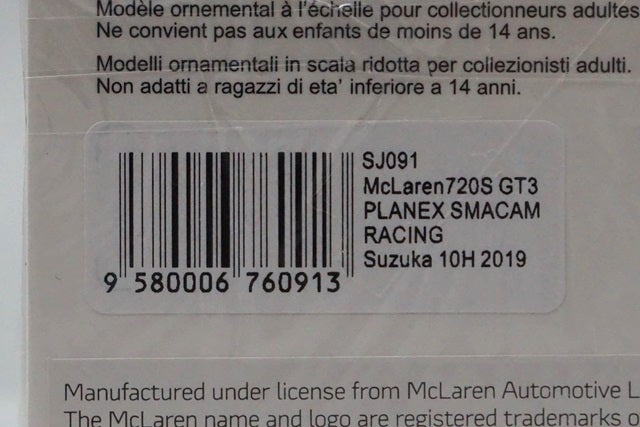 Modèle ornemental à l'échelle pour collectionneurs adultes
Ne convient pas aux enfants de moins de 14 ans.
Modelli ornamentali in scala ridotta per collezionisti adulti.
Non adatti a ragazzi di eta' inferiore a 14 anni.
SJ091
McLaren720S GT3
PLANEX SMACAM
RACING
Suzuka 10H 2019
9 580006 760913
Manufactured under license from McLaren Automotive L
The McLaren name and logo are registered trademarks o